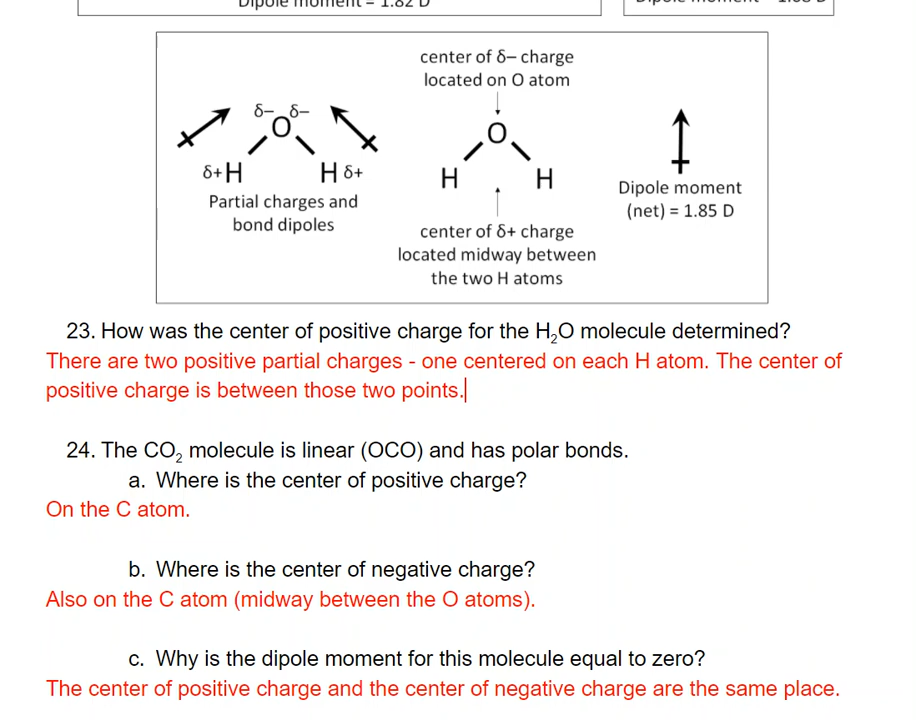 Dipole moment = 1.82 D
δ– δ–
O
δ+ H H δ+
Partial charges and
bond dipoles
center of δ– charge
located on O atom
O
H H
center of δ+ charge
located midway between
the two H atoms
Dipole moment
(net) = 1.85 D
23. How was the center of positive charge for the H₂O molecule determined?
There are two positive partial charges - one centered on each H atom. The center of
positive charge is between those two points.
24. The CO₂ molecule is linear (OCO) and has polar bonds.
a. Where is the center of positive charge?
On the C atom.
b. Where is the center of negative charge?
Also on the C atom (midway between the O atoms).
c. Why is the dipole moment for this molecule equal to zero?
The center of positive charge and the center of negative charge are the same place.